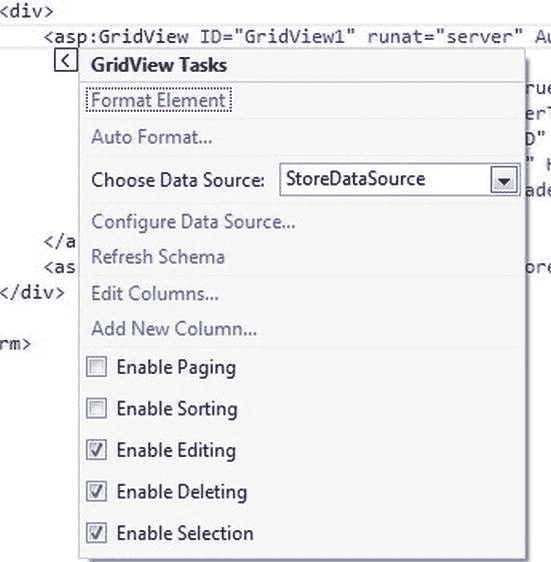 <div>
<asp:GridView ID="GridView1" runat="server" Au
GridView Tasks
Format Element
Auto Format...
Choose Data Source: StoreDataSource
Configure Data Source...
Refresh Schema
Edit Columns...
Add New Column...
Enable Paging
Enable Sorting
Enable Editing
Enable Deleting
Enable Selection
rue
erT
D"
ade
</a
<as
ore
</div>
rm>